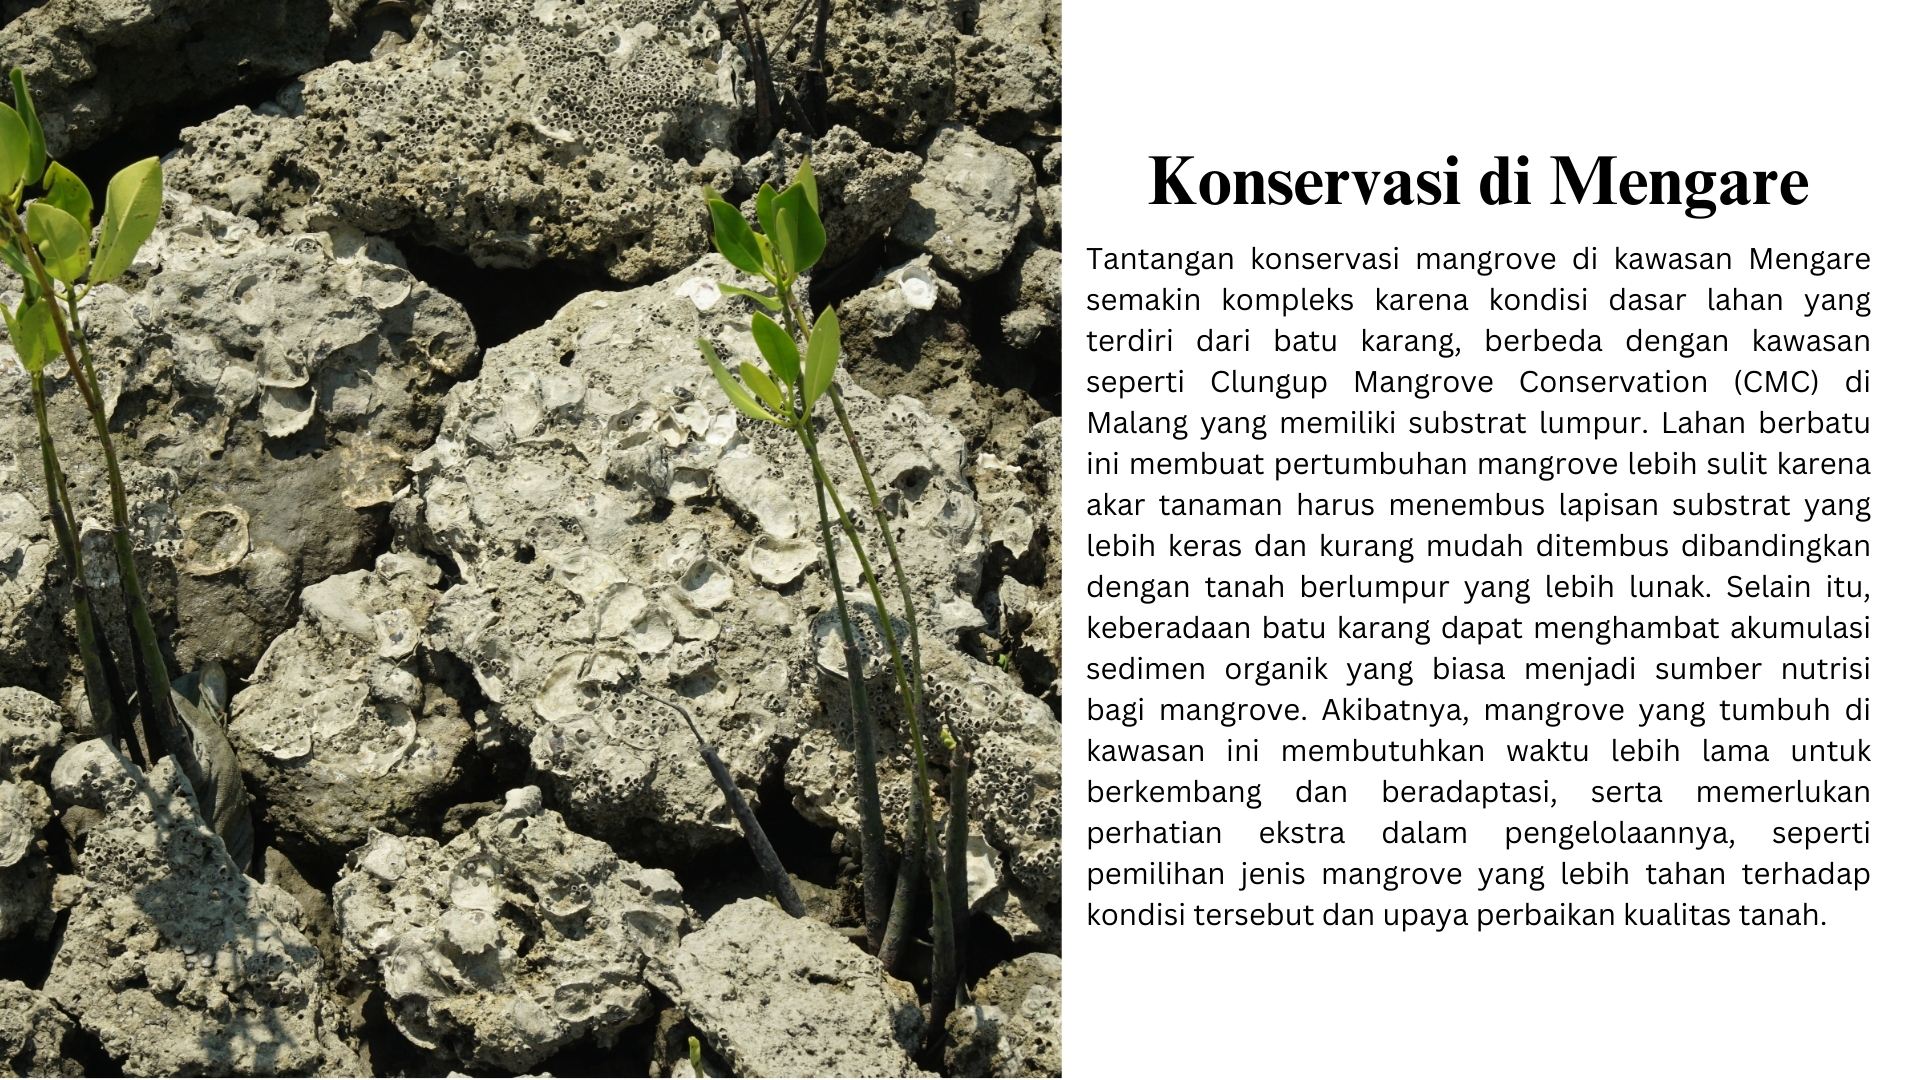 Konservasi di Mengare
Tantangan konservasi mangrove di kawasan Mengare
semakin kompleks karena kondisi dasar lahan yang
terdiri dari batu karang, berbeda dengan kawasan
seperti Clungup Mangrove Conservation (CMC) di
Malang yang memiliki substrat lumpur. Lahan berbatu
ini membuat pertumbuhan mangrove lebih sulit karena
akar tanaman harus menembus lapisan substrat yang
lebih keras dan kurang mudah ditembus dibandingkan
dengan tanah berlumpur yang lebih lunak. Selain itu,
keberadaan batu karang dapat menghambat akumulasi
sedimen organik yang biasa menjadi sumber nutrisi
bagi mangrove. Akibatnya, mangrove yang tumbuh di
kawasan ini membutuhkan waktu lebih lama untuk
berkembang dan beradaptasi, serta memerlukan
perhatian ekstra dalam pengelolaannya, seperti
pemilihan jenis mangrove yang lebih tahan terhadap
kondisi tersebut dan upaya perbaikan kualitas tanah.